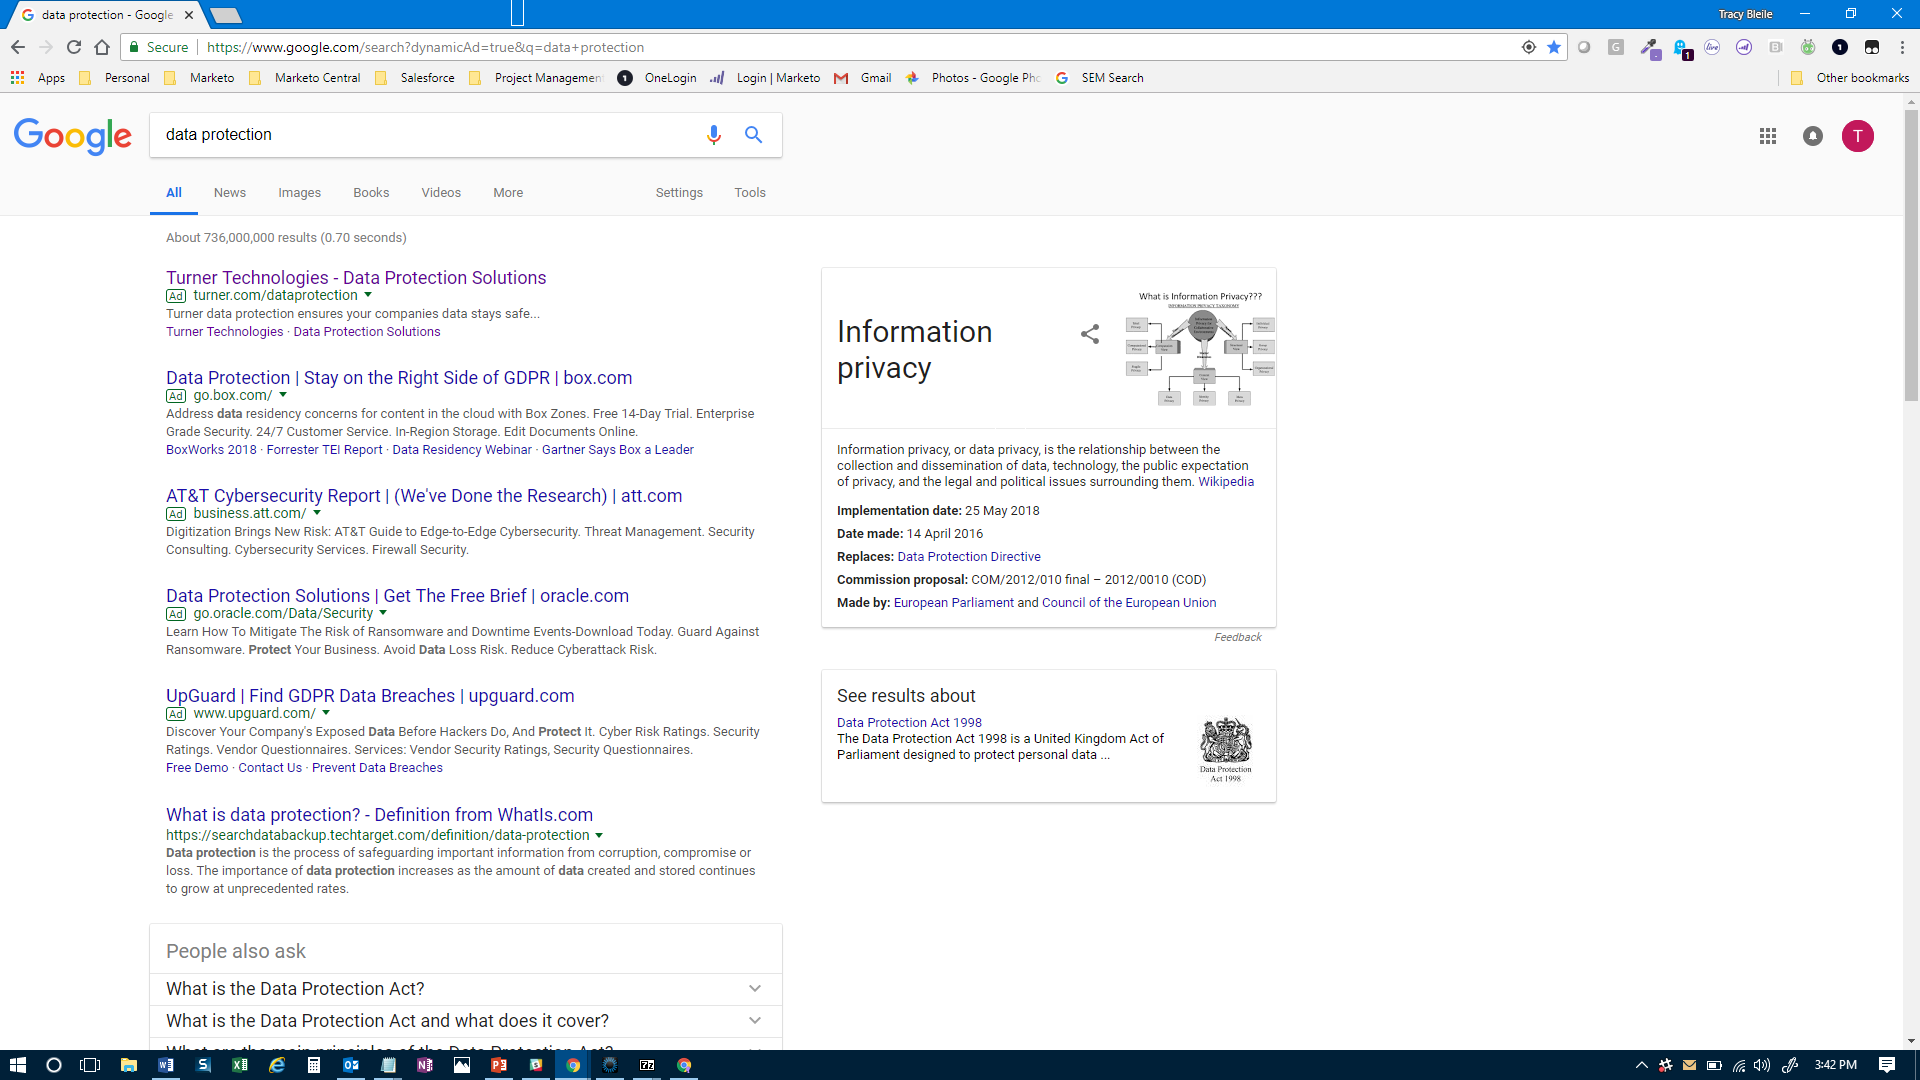 data protection - Google
Tracy Bleile
Secure https://www.google.com/search?dynamicAd=true&q=data+protection
Apps Personal Marketo Marketo Central Salesforce Project Management OneLogin Login | Marketo Gmail Photos - Google Pho SEM Search Other bookmarks
Google data protection T
All News Images Books Videos More Settings Tools
About 736,000,000 results (0.70 seconds)
Turner Technologies - Data Protection Solutions
Ad turner.com/dataprotection
Turner data protection ensures your companies data stays safe...
Turner Technologies · Data Protection Solutions
Data Protection | Stay on the Right Side of GDPR | box.com
Ad go.box.com/
Address data residency concerns for content in the cloud with Box Zones. Free 14-Day Trial. Enterprise
Grade Security. 24/7 Customer Service. In-Region Storage. Edit Documents Online.
BoxWorks 2018 · Forrester TEI Report · Data Residency Webinar · Gartner Says Box a Leader
AT&T Cybersecurity Report | (We've Done the Research) | att.com
Ad business.att.com/
Digitization Brings New Risk: AT&T Guide to Edge-to-Edge Cybersecurity. Threat Management. Security
Consulting. Cybersecurity Services. Firewall Security.
Data Protection Solutions | Get The Free Brief | oracle.com
Ad go.oracle.com/Data/Security
Learn How To Mitigate The Risk of Ransomware and Downtime Events-Download Today. Guard Against
Ransomware. Protect Your Business. Avoid Data Loss Risk. Reduce Cyberattack Risk.
UpGuard | Find GDPR Data Breaches | upguard.com
Ad www.upguard.com/
Discover Your Company's Exposed Data Before Hackers Do, And Protect It. Cyber Risk Ratings. Security
Ratings. Vendor Questionnaires. Services: Vendor Security Ratings, Security Questionnaires.
Free Demo · Contact Us · Prevent Data Breaches
What is data protection? - Definition from WhatIs.com
https://searchdatabackup.techtarget.com/definition/data-protection
Data protection is the process of safeguarding important information from corruption, compromise or
loss. The importance of data protection increases as the amount of data created and stored continues
to grow at unprecedented rates.
People also ask
What is the Data Protection Act?
What is the Data Protection Act and what does it cover?
What are the main principles of the Data Protection Act?
Information
privacy
What is Information Privacy???
INFORMATION PRIVACY TAXONOMY
Information privacy, or data privacy, is the relationship between the
collection and dissemination of data, technology, the public expectation
of privacy, and the legal and political issues surrounding them. Wikipedia
Implementation date: 25 May 2018
Date made: 14 April 2016
Replaces: Data Protection Directive
Commission proposal: COM/2012/010 final – 2012/0010 (COD)
Made by: European Parliament and Council of the European Union
Feedback
See results about
Data Protection Act 1998
The Data Protection Act 1998 is a United Kingdom Act of
Parliament designed to protect personal data ...
Data Protection
Act 1998
3:42 PM